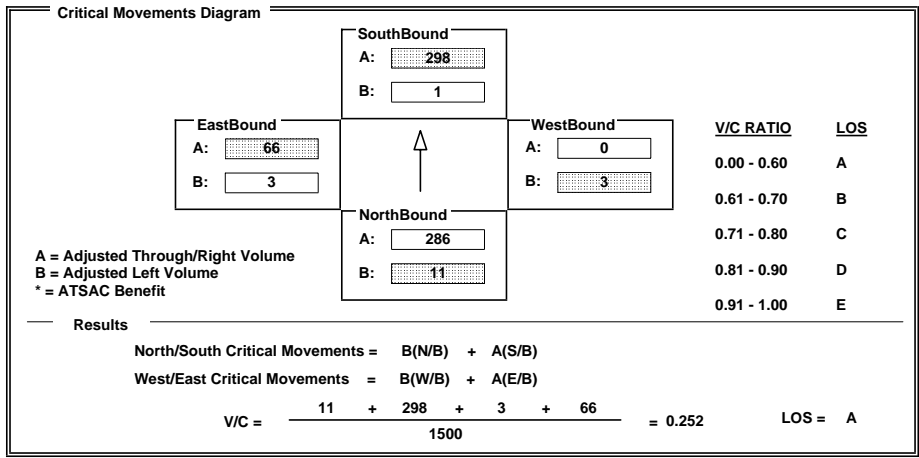 Critical Movements Diagram
SouthBound
A: 298
B: 1
EastBound
A: 66
B: 3
WestBound
A: 0
B: 3
NorthBound
A: 286
B: 11
V/C RATIO LOS
0.00 - 0.60 A
0.61 - 0.70 B
0.71 - 0.80 C
0.81 - 0.90 D
0.91 - 1.00 E
A = Adjusted Through/Right Volume
B = Adjusted Left Volume
* = ATSAC Benefit
Results
North/South Critical Movements = B(N/B) + A(S/B)
West/East Critical Movements = B(W/B) + A(E/B)
V/C = 11 + 298 + 3 + 66 = 0.252 LOS = A
1500